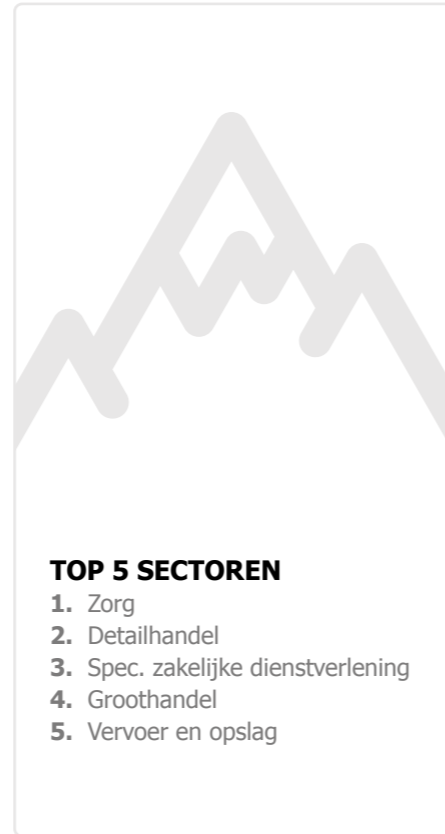 TOP 5 SECTOREN
1. Zorg
2. Detailhandel
3. Spec. zakelijke dienstverlening
4. Groothandel
5. Vervoer en opslag